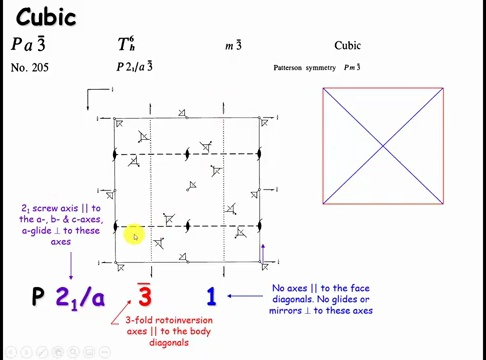 Cubic
P a 3̅ T⁶ₕ m 3̅ Cubic
No. 205 P 2₁/a 3̅ Patterson symmetry P m 3̅
2₁ screw axis || to
the a-, b- & c-axes,
a-glide ⊥ to these
axes
P 2₁/a 3̅ 1
3-fold rotoinversion
axes || to the body
diagonals
No axes || to the face
diagonals. No glides or
mirrors ⊥ to these axes